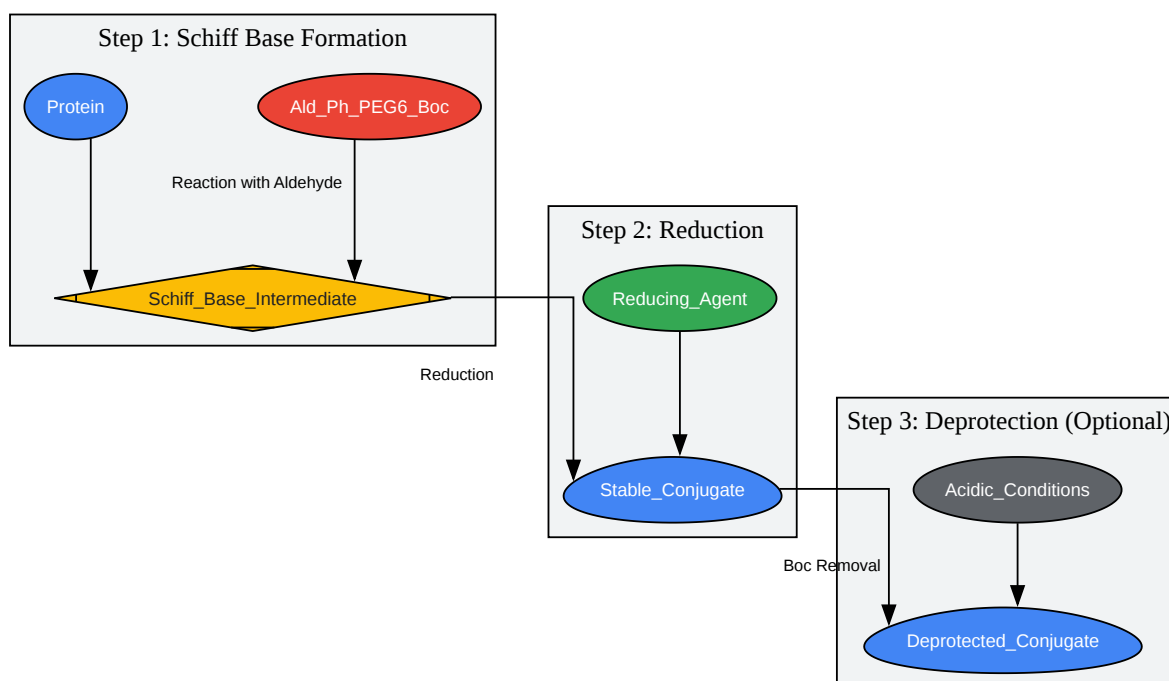 Step 1: Schiff Base Formation
Protein
Ald_Ph_PEG6_Boc
Reaction with Aldehyde
Schiff_Base_Intermediate
Reduction
Step 2: Reduction
Reducing_Agent
Stable_Conjugate
Boc Removal
Step 3: Deprotection (Optional)
Acidic_Conditions
Deprotected_Conjugate